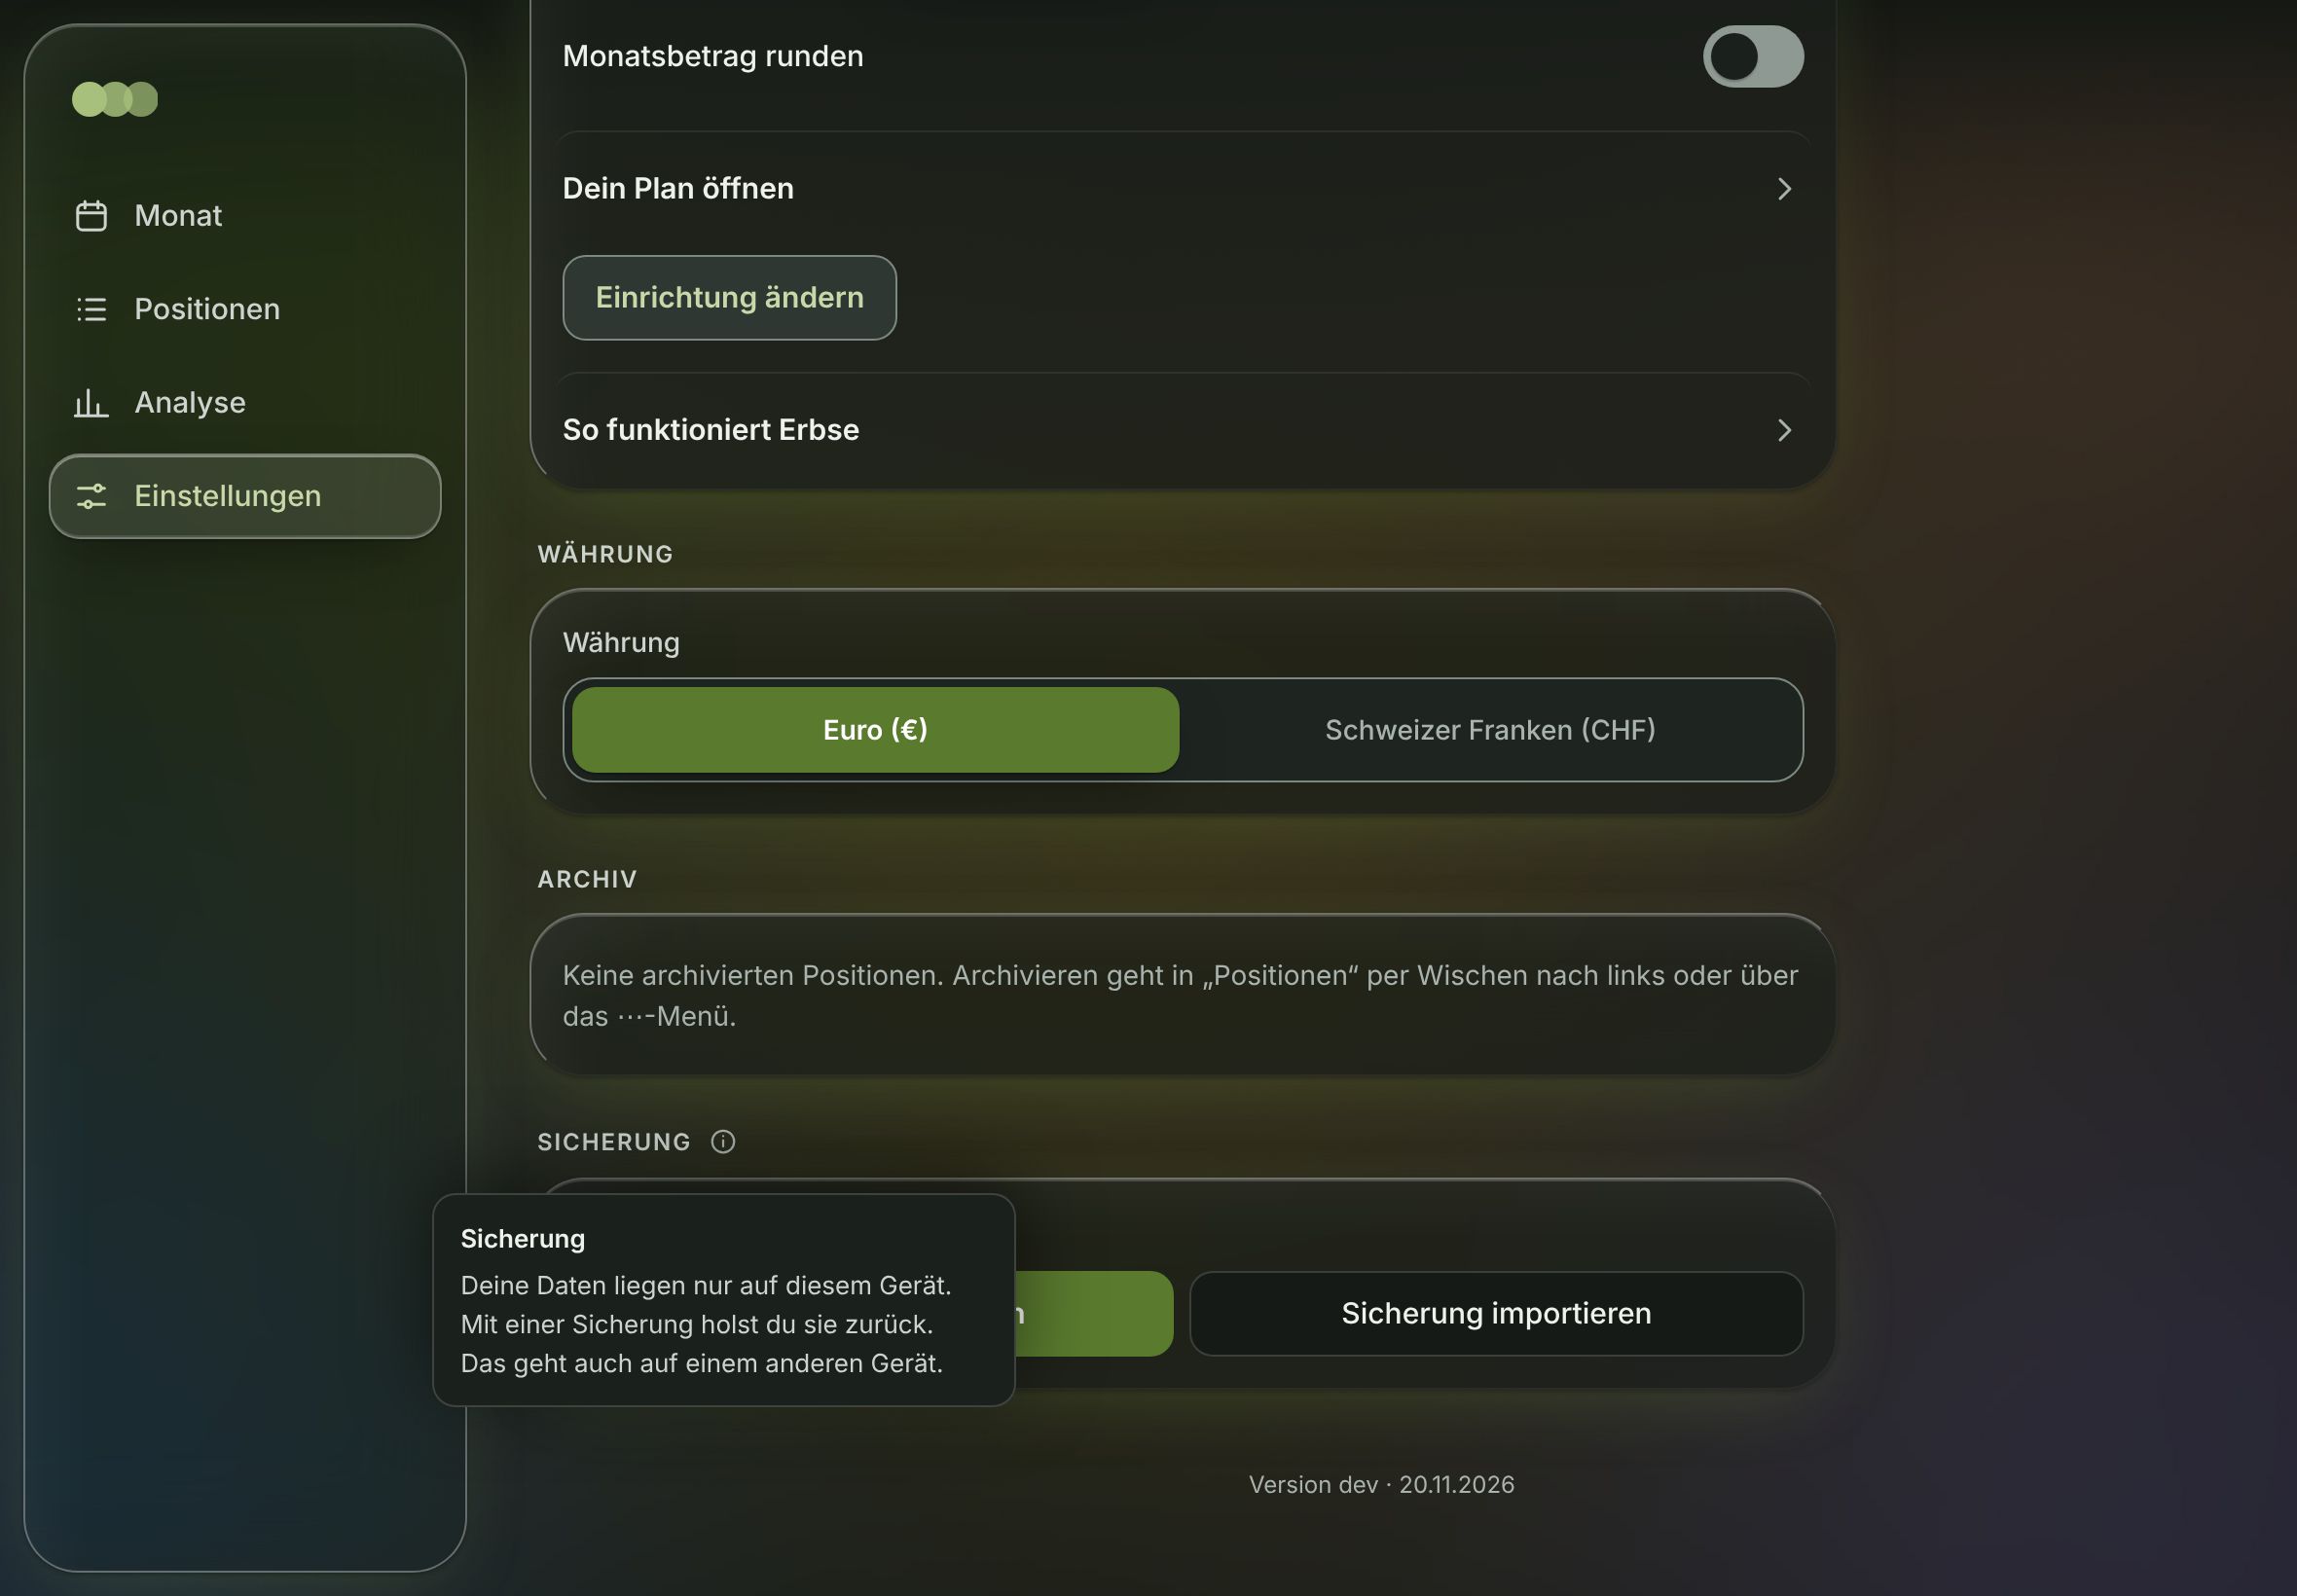 Monat
Positionen
Analyse
Einstellungen
Monatsbetrag runden
Dein Plan öffnen
Einrichtung ändern
So funktioniert Erbse
WÄHRUNG
Währung
Euro (€)
Schweizer Franken (CHF)
ARCHIV
Keine archivierten Positionen. Archivieren geht in „Positionen“ per Wischen nach links oder über
das ⋯-Menü.
SICHERUNG
Sicherung
Deine Daten liegen nur auf diesem Gerät.
Mit einer Sicherung holst du sie zurück.
Das geht auch auf einem anderen Gerät.
Sicherung importieren
Version dev · 20.11.2026